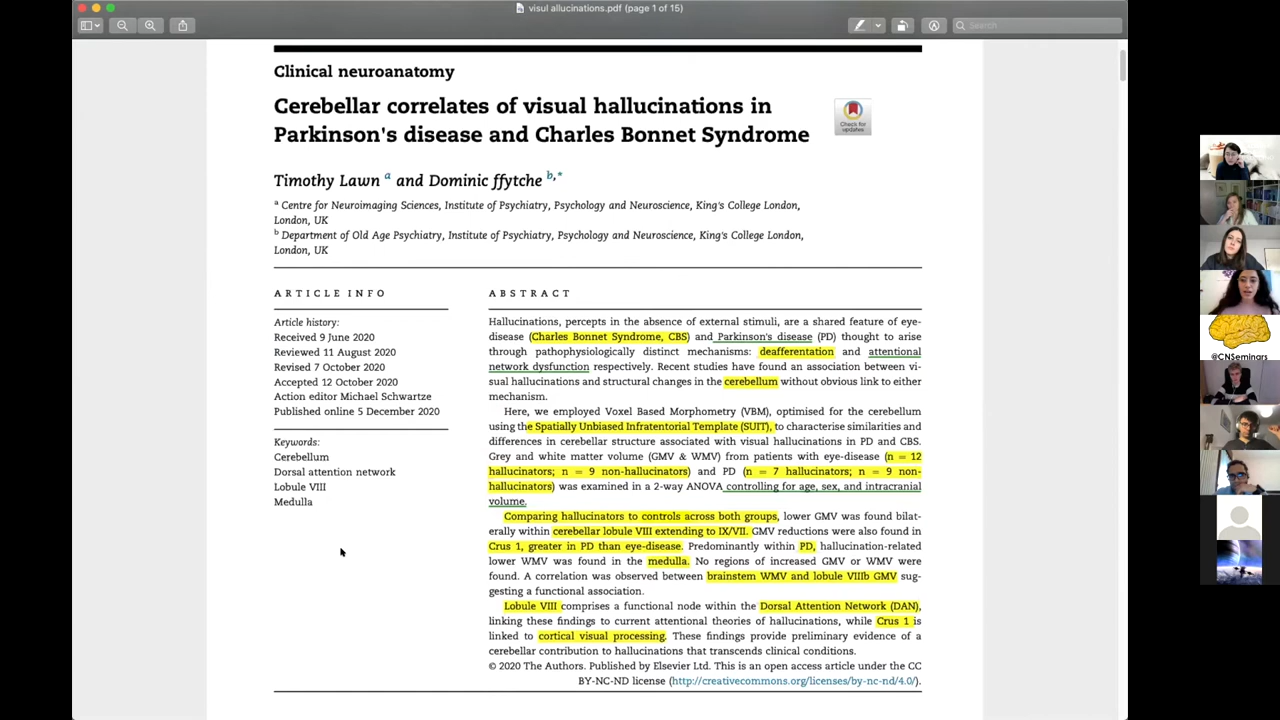 visul allucinations.pdf (page 1 of 15)
Search
Clinical neuroanatomy
Cerebellar correlates of visual hallucinations in
Parkinson's disease and Charles Bonnet Syndrome
Check for
updates
Timothy Lawn a and Dominic ffytche b,*
a Centre for Neuroimaging Sciences, Institute of Psychiatry, Psychology and Neuroscience, King's College London,
London, UK
b Department of Old Age Psychiatry, Institute of Psychiatry, Psychology and Neuroscience, King's College London,
London, UK
ARTICLE INFO
Article history:
Received 9 June 2020
Reviewed 11 August 2020
Revised 7 October 2020
Accepted 12 October 2020
Action editor Michael Schwartze
Published online 5 December 2020
Keywords:
Cerebellum
Dorsal attention network
Lobule VIII
Medulla
ABSTRACT
Hallucinations, percepts in the absence of external stimuli, are a shared feature of eye-
disease (Charles Bonnet Syndrome, CBS) and Parkinson's disease (PD) thought to arise
through pathophysiologically distinct mechanisms: deafferentation and attentional
network dysfunction respectively. Recent studies have found an association between vi-
sual hallucinations and structural changes in the cerebellum without obvious link to either
mechanism.
Here, we employed Voxel Based Morphometry (VBM), optimised for the cerebellum
using the Spatially Unbiased Infratentorial Template (SUIT), to characterise similarities and
differences in cerebellar structure associated with visual hallucinations in PD and CBS.
Grey and white matter volume (GMV & WMV) from patients with eye-disease (n = 12
hallucinators; n = 9 non-hallucinators) and PD (n = 7 hallucinators; n = 9 non-
hallucinators) was examined in a 2-way ANOVA controlling for age, sex, and intracranial
volume.
Comparing hallucinators to controls across both groups, lower GMV was found bilat-
erally within cerebellar lobule VIII extending to IX/VII. GMV reductions were also found in
Crus 1, greater in PD than eye-disease. Predominantly within PD, hallucination-related
lower WMV was found in the medulla. No regions of increased GMV or WMV were
found. A correlation was observed between brainstem WMV and lobule VIIIb GMV sug-
gesting a functional association.
Lobule VIII comprises a functional node within the Dorsal Attention Network (DAN),
linking these findings to current attentional theories of hallucinations, while Crus 1 is
linked to cortical visual processing. These findings provide preliminary evidence of a
cerebellar contribution to hallucinations that transcends clinical conditions.
© 2020 The Authors. Published by Elsevier Ltd. This is an open access article under the CC
BY-NC-ND license (http://creativecommons.org/licenses/by-nc-nd/4.0/).
@CNSeminars